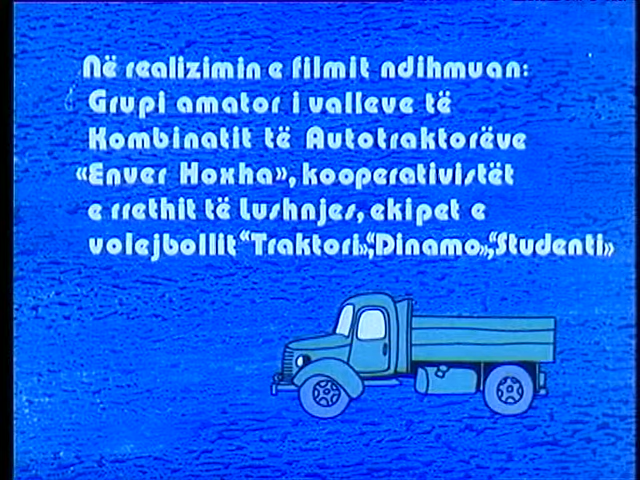 Në realizimin e filmit ndihmuan:
Grupi amator i valleve të
Kombinatit të Autotraktorëve
«Enver Hoxha», kooperativistët
e rrethit të Lushnjes, ekipet e
volejbollit “Traktori», “Dinamo», “Studenti»